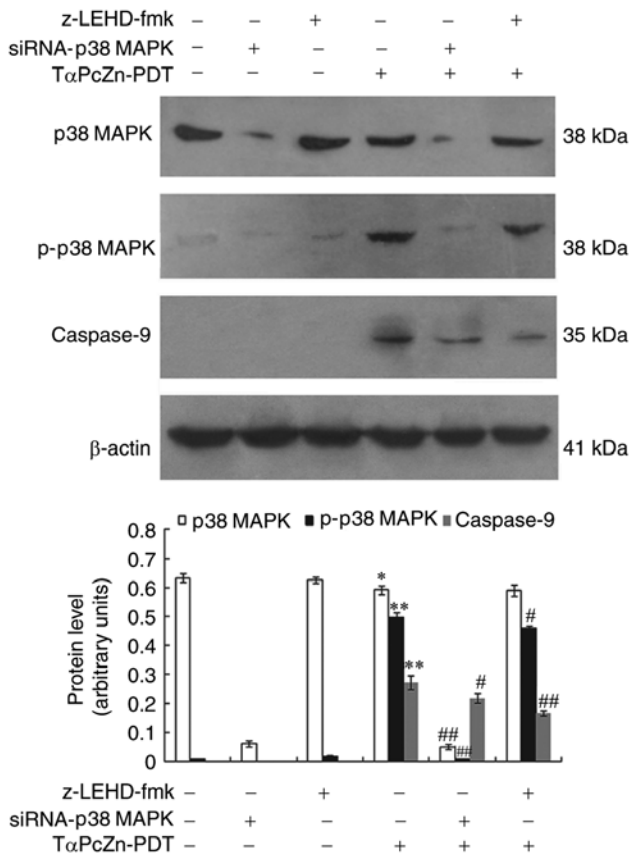 z-LEHD-fmk – – + – – +
siRNA-p38 MAPK – + – – + –
TαPcZn-PDT – – – + + +
p38 MAPK 38 kDa
p-p38 MAPK 38 kDa
Caspase-9 35 kDa
β-actin 41 kDa
p38 MAPK p-p38 MAPK Caspase-9
Protein level
(arbitrary units)
0.8
0.7
0.6
0.5
0.4
0.3
0.2
0.1
0
* ** ** ## ## # # ##
z-LEHD-fmk – – + – – +
siRNA-p38 MAPK – + – – + –
TαPcZn-PDT – – – + + +